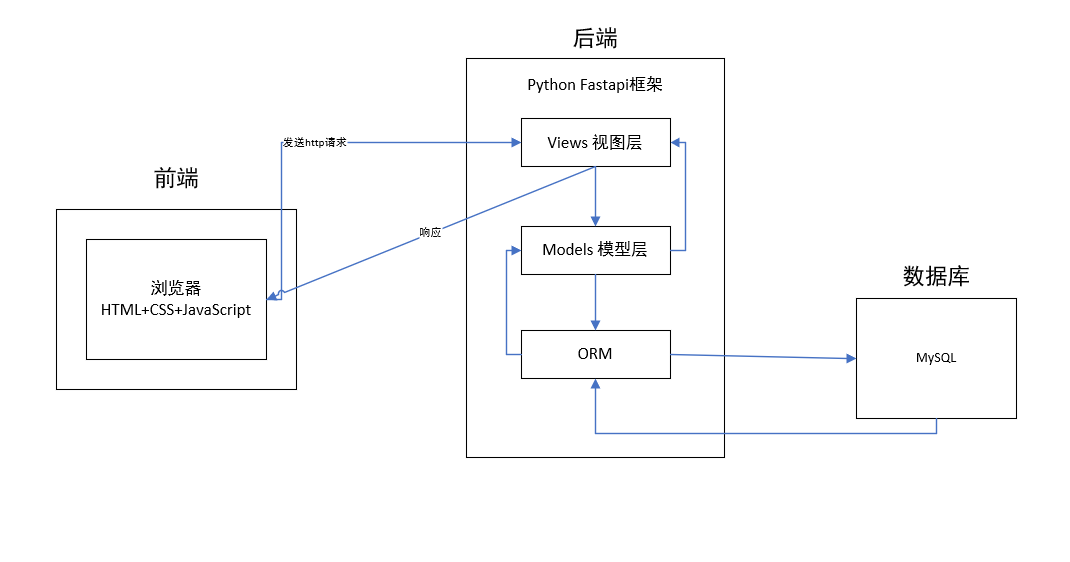 后端
Python Fastapi框架
发送http请求
Views 视图层
前端
响应
Models 模型层
数据库
浏览器
HTML+CSS+JavaScript
ORM
MySQL